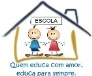 ESCOLA
Quem educa com amor,
educa para sempre.